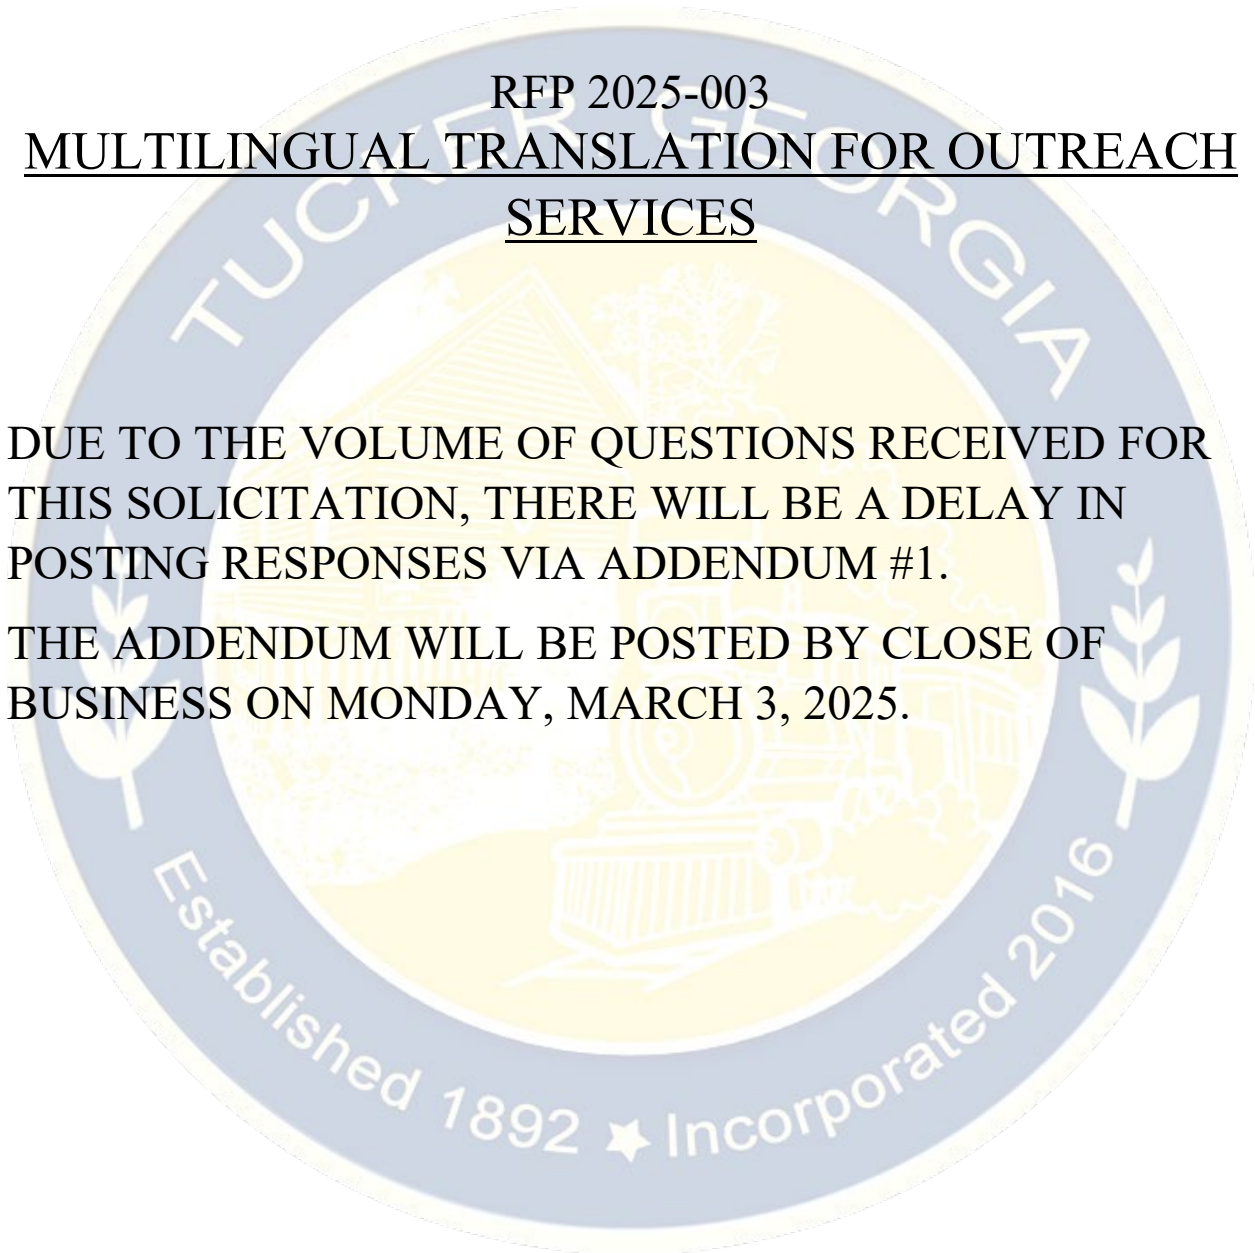 RFP 2025-003
MULTILINGUAL TRANSLATION FOR OUTREACH
SERVICES
TUCKER GEORGIA
DUE TO THE VOLUME OF QUESTIONS RECEIVED FOR
THIS SOLICITATION, THERE WILL BE A DELAY IN
POSTING RESPONSES VIA ADDENDUM #1.
THE ADDENDUM WILL BE POSTED BY CLOSE OF
BUSINESS ON MONDAY, MARCH 3, 2025.
Established 1892 ★ Incorporated 2016